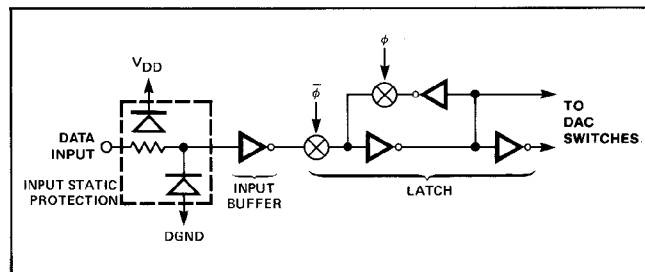 V_DD
DATA
INPUT
INPUT STATIC
PROTECTION
DGND
INPUT
BUFFER
φ̄
φ
LATCH
TO
DAC
SWITCHES